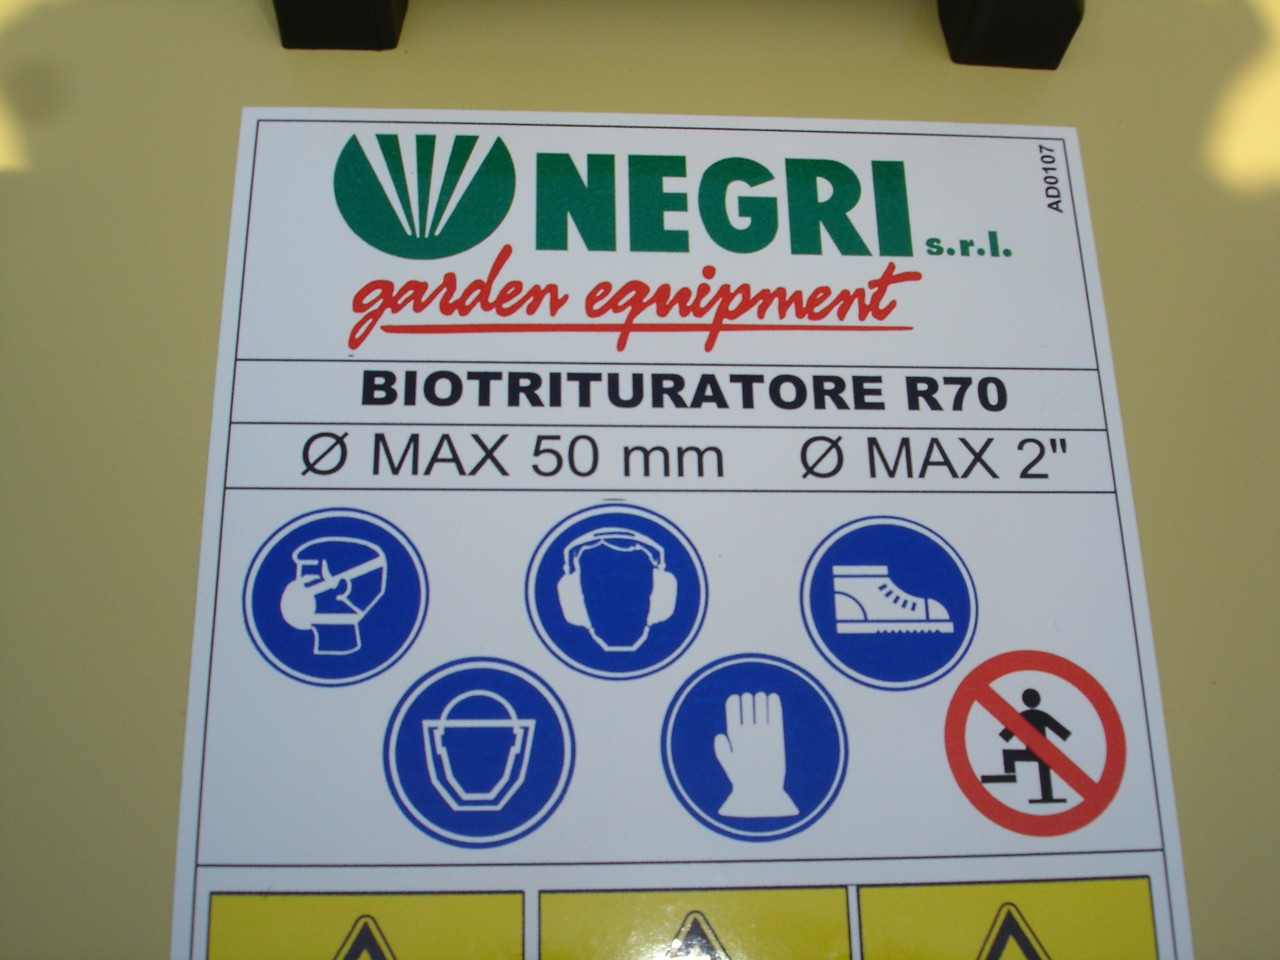 NEGRI s.r.l.
AD0107
garden equipment
BIOTRITURATORE R70
Ø MAX 50 mm Ø MAX 2"